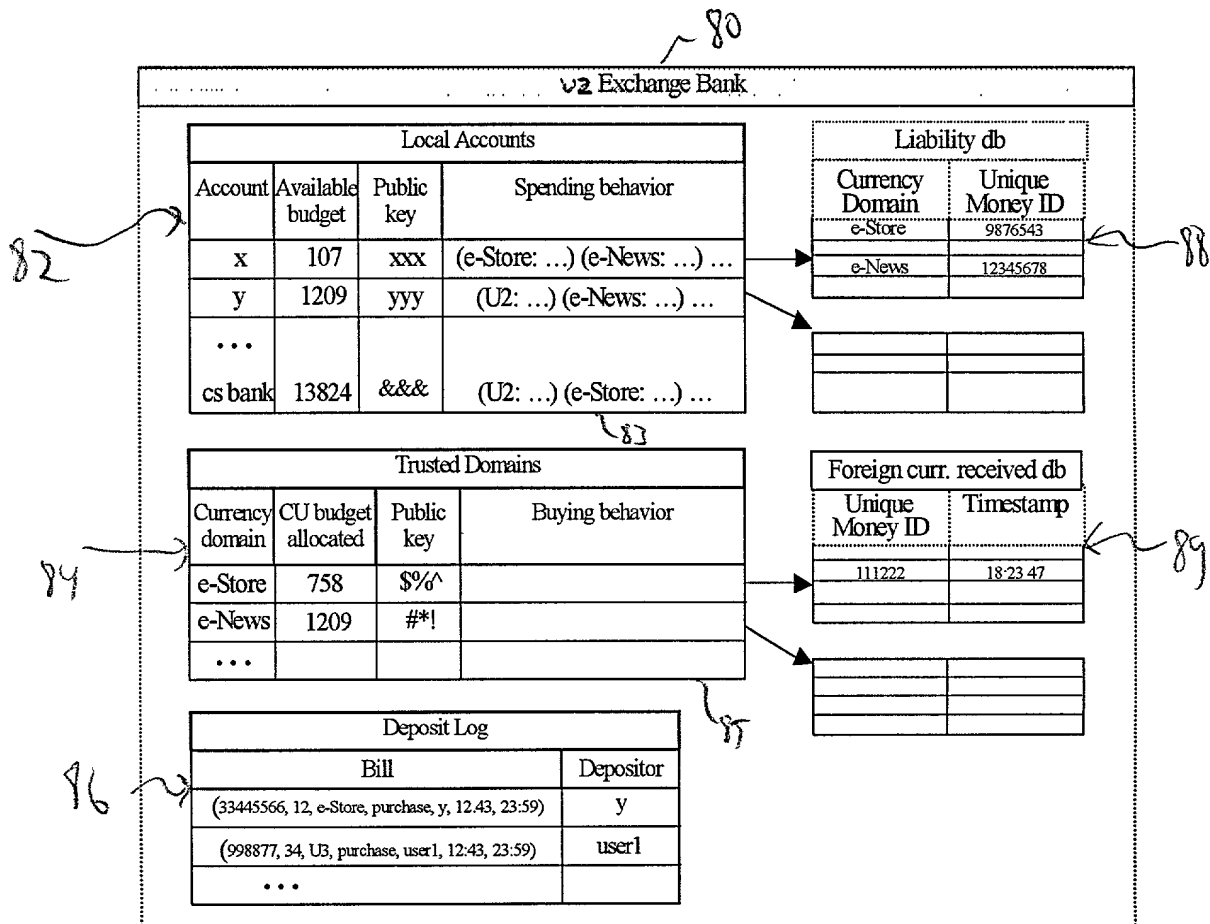 80
U2 Exchange Bank
Local Accounts
Account Available budget Public key Spending behavior
x 107 xxx (e-Store: …) (e-News: …) …
y 1209 yyy (U2: …) (e-News: …) …
• • •
cs bank 13824 &&& (U2: …) (e-Store: …) …
82
83
Liability db
Currency Domain Unique Money ID
e-Store 9876543
e-News 12345678
88
Trusted Domains
Currency domain CU budget allocated Public key Buying behavior
e-Store 758 $%^
e-News 1209 #*!
• • •
84
85
Foreign curr. received db
Unique Money ID Timestamp
111222 18:23 47
89
Deposit Log
Bill Depositor
(33445566, 12, e-Store, purchase, y, 12.43, 23:59) y
(998877, 34, U3, purchase, user1, 12:43, 23:59) user1
• • •
86